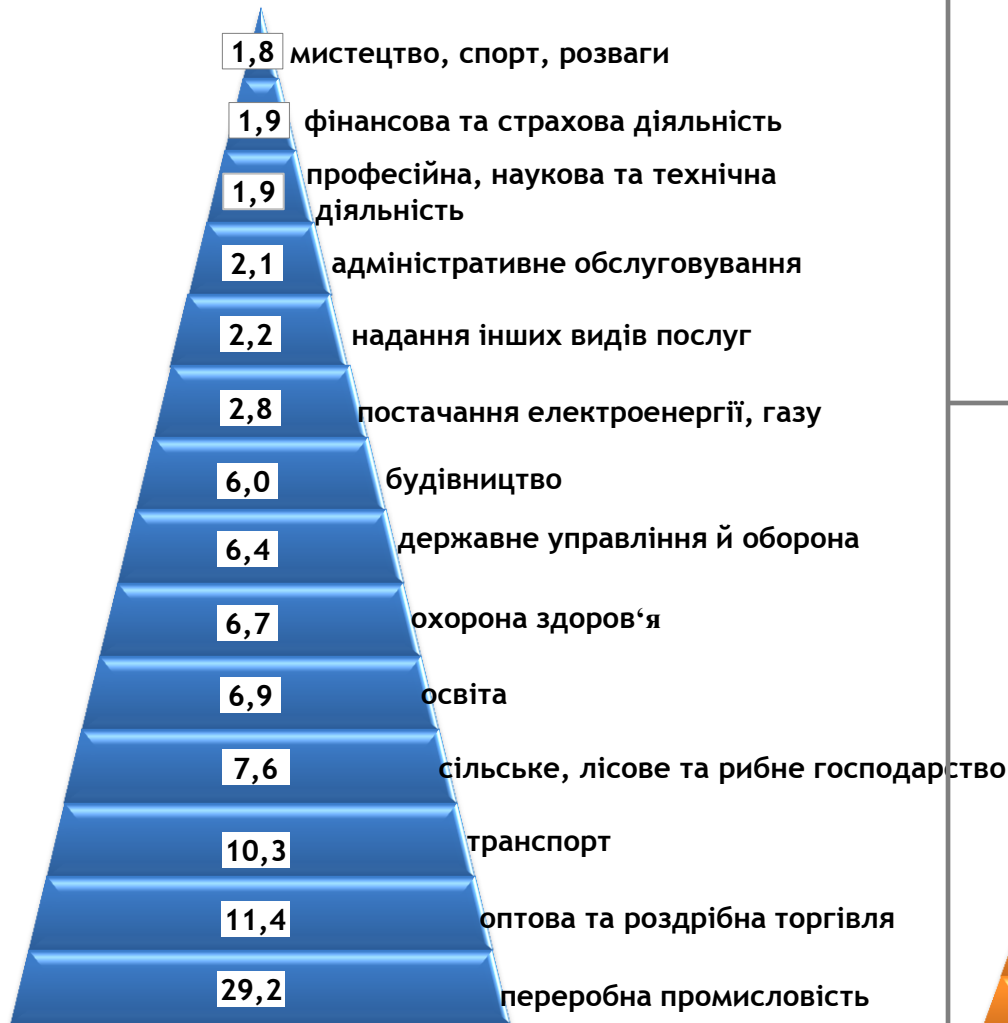 1,8 мистецтво, спорт, розваги
1,9 фінансова та страхова діяльність
професійна, наукова та технічна
1,9 діяльність
2,1 адміністративне обслуговування
2,2 надання інших видів послуг
2,8 постачання електроенергії, газу
6,0 будівництво
6,4 державне управління й оборона
6,7 охорона здоров‘я
6,9 освіта
7,6 сільське, лісове та рибне господарство
10,3 транспорт
11,4 оптова та роздрібна торгівля
29,2 переробна промисловість